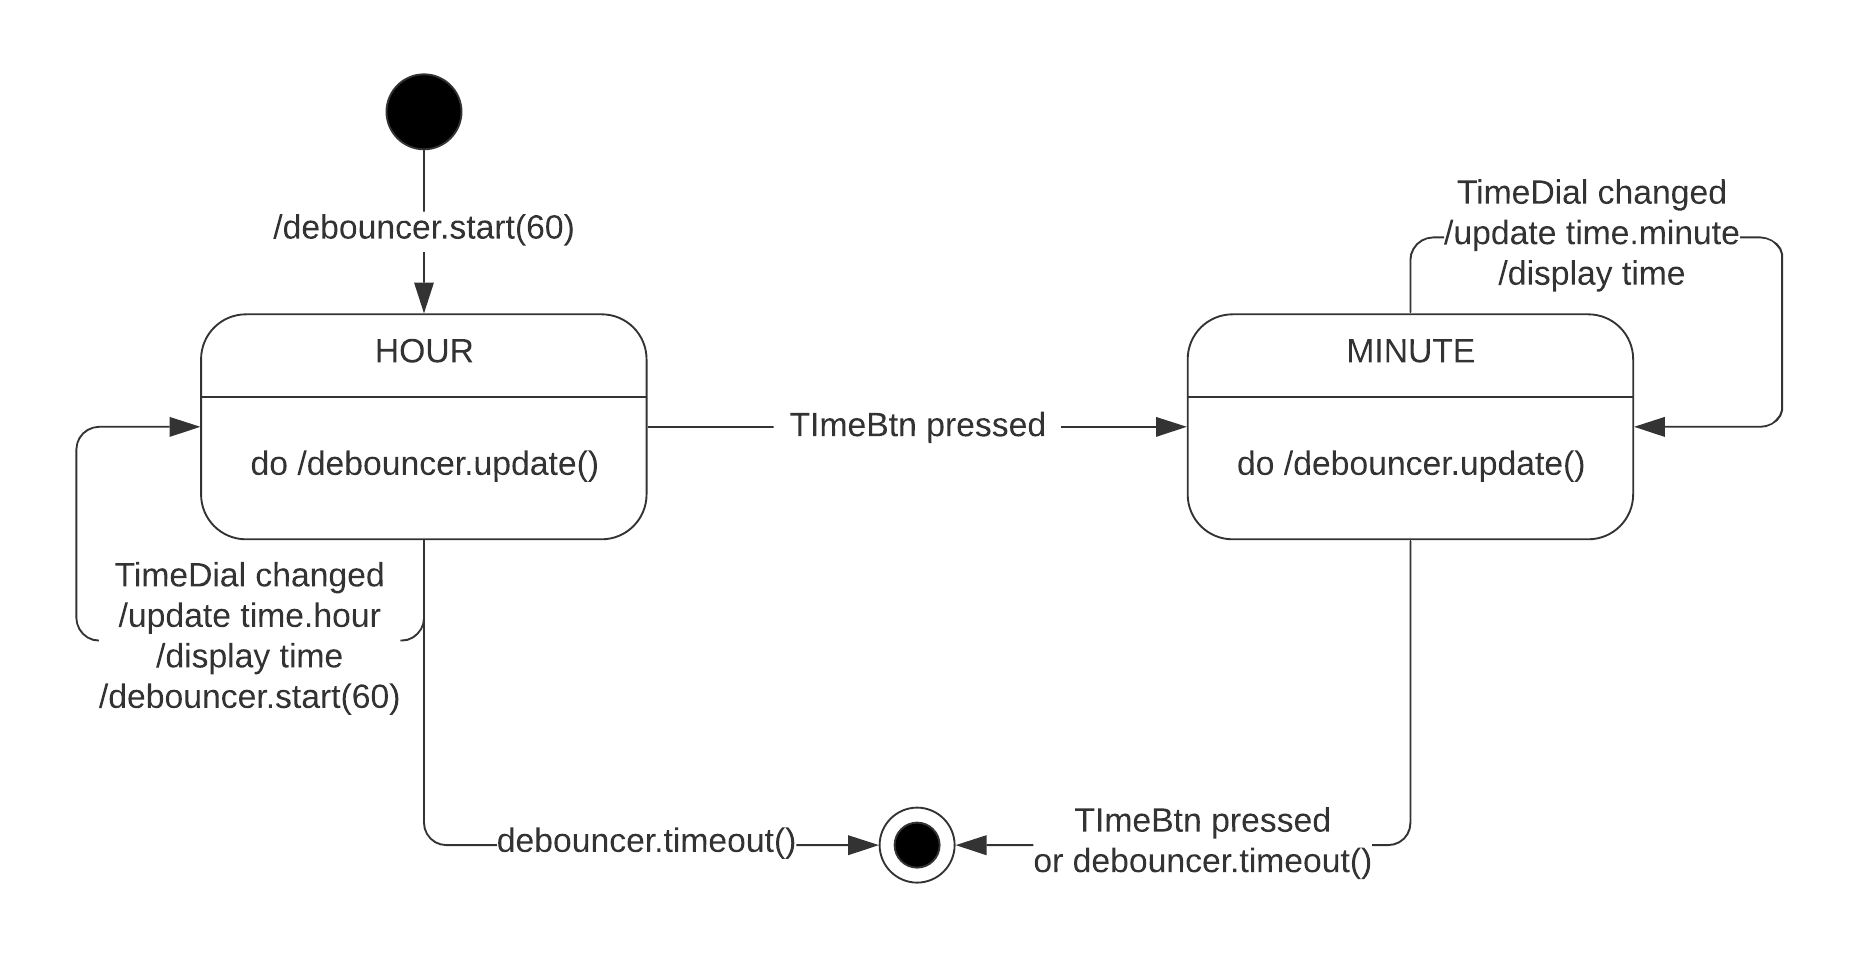 /debouncer.start(60)
TimeDial changed
/update time.minute
/display time
HOUR
do /debouncer.update()
TImeBtn pressed
MINUTE
do /debouncer.update()
TimeDial changed
/update time.hour
/display time
/debouncer.start(60)
debouncer.timeout()
TImeBtn pressed
or debouncer.timeout()